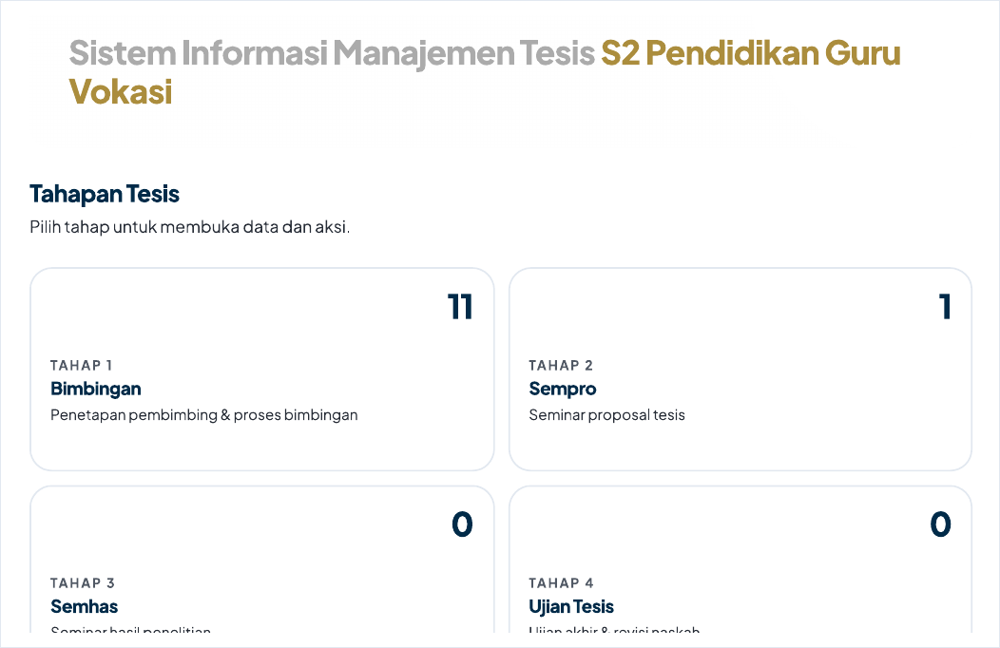 Sistem Informasi Manajemen Tesis S2 Pendidikan Guru
Vokasi
Tahapan Tesis
Pilih tahap untuk membuka data dan aksi.
11
TAHAP 1
Bimbingan
Penetapan pembimbing & proses bimbingan
1
TAHAP 2
Sempro
Seminar proposal tesis
0
TAHAP 3
Semhas
Seminar hasil penelitian
0
TAHAP 4
Ujian Tesis
Ujian akhir & revisi naskah